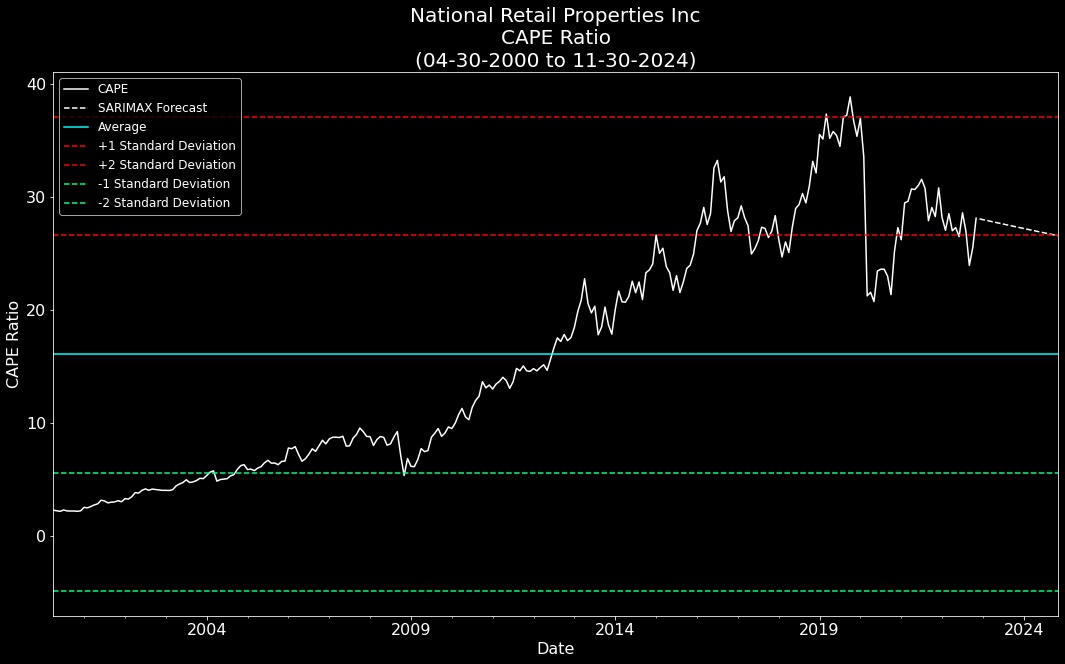 National Retail Properties Inc
CAPE Ratio
(04-30-2000 to 11-30-2024)
CAPE
SARIMAX Forecast
Average
+1 Standard Deviation
+2 Standard Deviation
-1 Standard Deviation
-2 Standard Deviation
40
30
20
10
0
CAPE Ratio
2004
2009
2014
2019
2024
Date